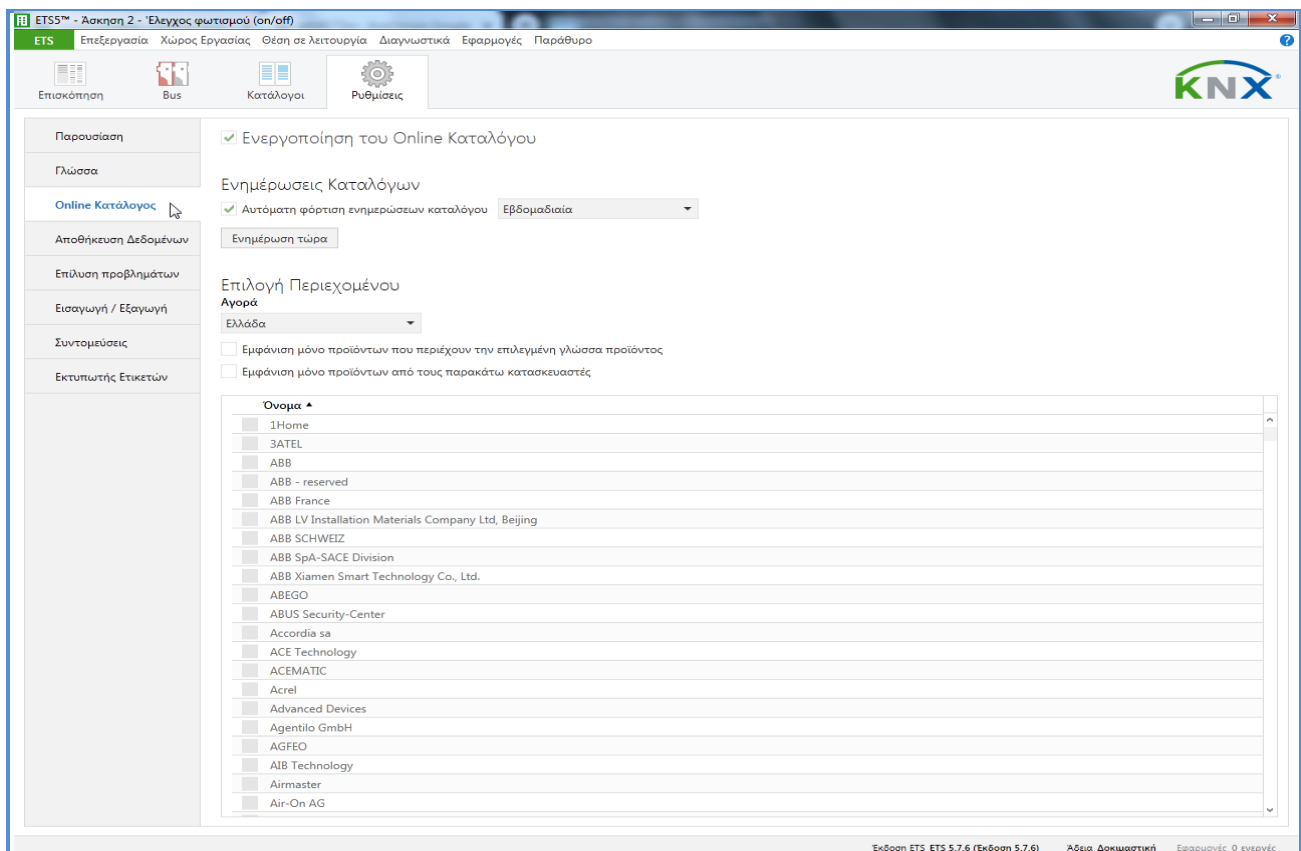 ETS5™ - Άσκηση 2 - Έλεγχος φωτισμού (on/off)
ETS Επεξεργασία Χώρος Εργασίας Θέση σε λειτουργία Διαγνωστικά Εφαρμογές Παράθυρο
Επισκόπηση Bus Κατάλογοι Ρυθμίσεις
KNX
Παρουσίαση
Γλώσσα
Online Κατάλογος
Αποθήκευση Δεδομένων
Επίλυση προβλημάτων
Εισαγωγή / Εξαγωγή
Συντομεύσεις
Εκτυπωτής Ετικετών
Ενεργοποίηση του Online Καταλόγου
Ενημέρωσεις Καταλόγων
Αυτόματη φόρτιση ενημερώσεων καταλόγου Εβδομαδιαία
Ενημέρωση τώρα
Επιλογή Περιεχομένου
Αγορά
Ελλάδα
Εμφάνιση μόνο προϊόντων που περιέχουν την επιλεγμένη γλώσσα προϊόντος
Εμφάνιση μόνο προϊόντων από τους παρακάτω κατασκευαστές
Όνομα
1Home
3ATEL
ABB
ABB - reserved
ABB France
ABB LV Installation Materials Company Ltd, Beijing
ABB SCHWEIZ
ABB SpA-SACE Division
ABB Xiamen Smart Technology Co., Ltd.
ABEGO
ABUS Security-Center
Accordia sa
ACE Technology
ACEMATIC
Acrel
Advanced Devices
Agentilo GmbH
AGFEO
AIB Technology
Airmaster
Air-On AG
Έκδοση ETS ETS 5.7.6 (Έκδοση 5.7.6) Άδεια Δοκιμαστική Εφαρμογές 0 ενεργές